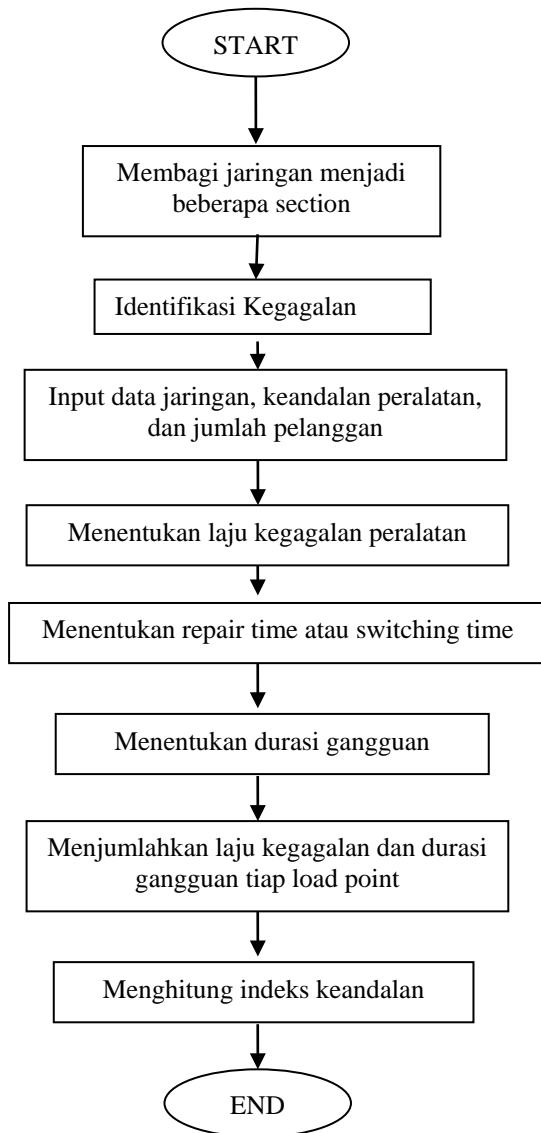 START
Membagi jaringan menjadi
beberapa section
Identifikasi Kegagalan
Input data jaringan, keandalan peralatan,
dan jumlah pelanggan
Menentukan laju kegagalan peralatan
Menentukan repair time atau switching time
Menentukan durasi gangguan
Menjumlahkan laju kegagalan dan durasi
gangguan tiap load point
Menghitung indeks keandalan
END